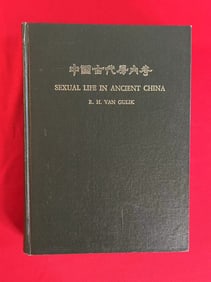 中國古代房內考
SEXUAL LIFE IN ANCIENT CHINA
R. H. VAN GULIK